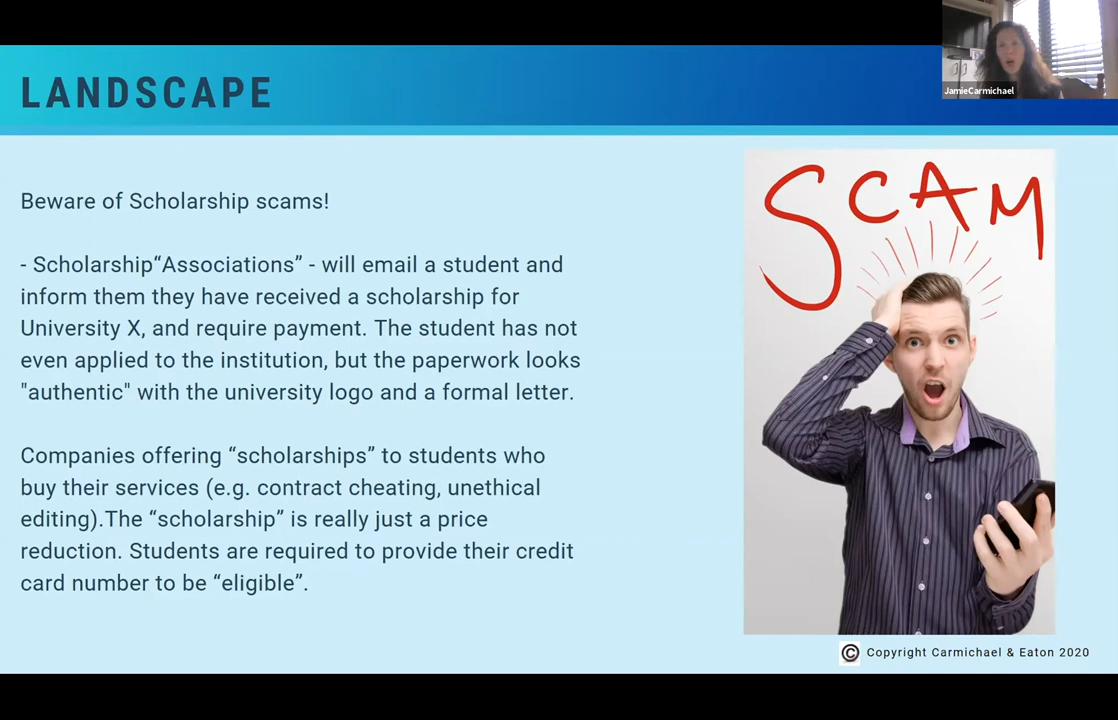 JamieCarmichael
LANDSCAPE
Beware of Scholarship scams!
- Scholarship“Associations” - will email a student and
inform them they have received a scholarship for
University X, and require payment. The student has not
even applied to the institution, but the paperwork looks
"authentic" with the university logo and a formal letter.
Companies offering “scholarships” to students who
buy their services (e.g. contract cheating, unethical
editing).The “scholarship” is really just a price
reduction. Students are required to provide their credit
card number to be “eligible”.
SCAM
© Copyright Carmichael & Eaton 2020